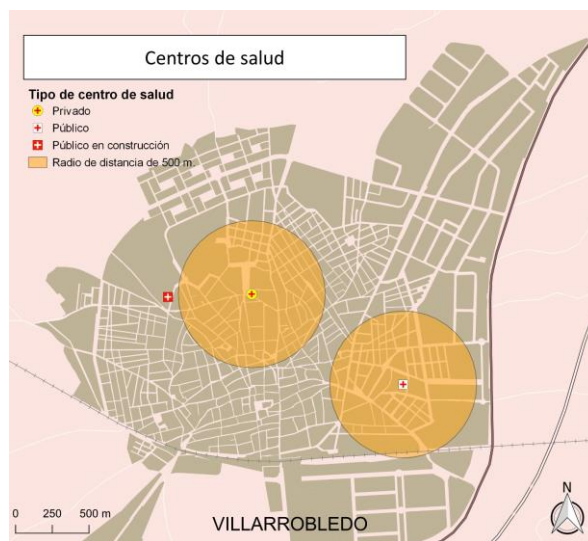 Centros de salud
Tipo de centro de salud
Privado
Público
Público en construcción
Radio de distancia de 500 m.
N
0 250 500 m
VILLARROBLEDO